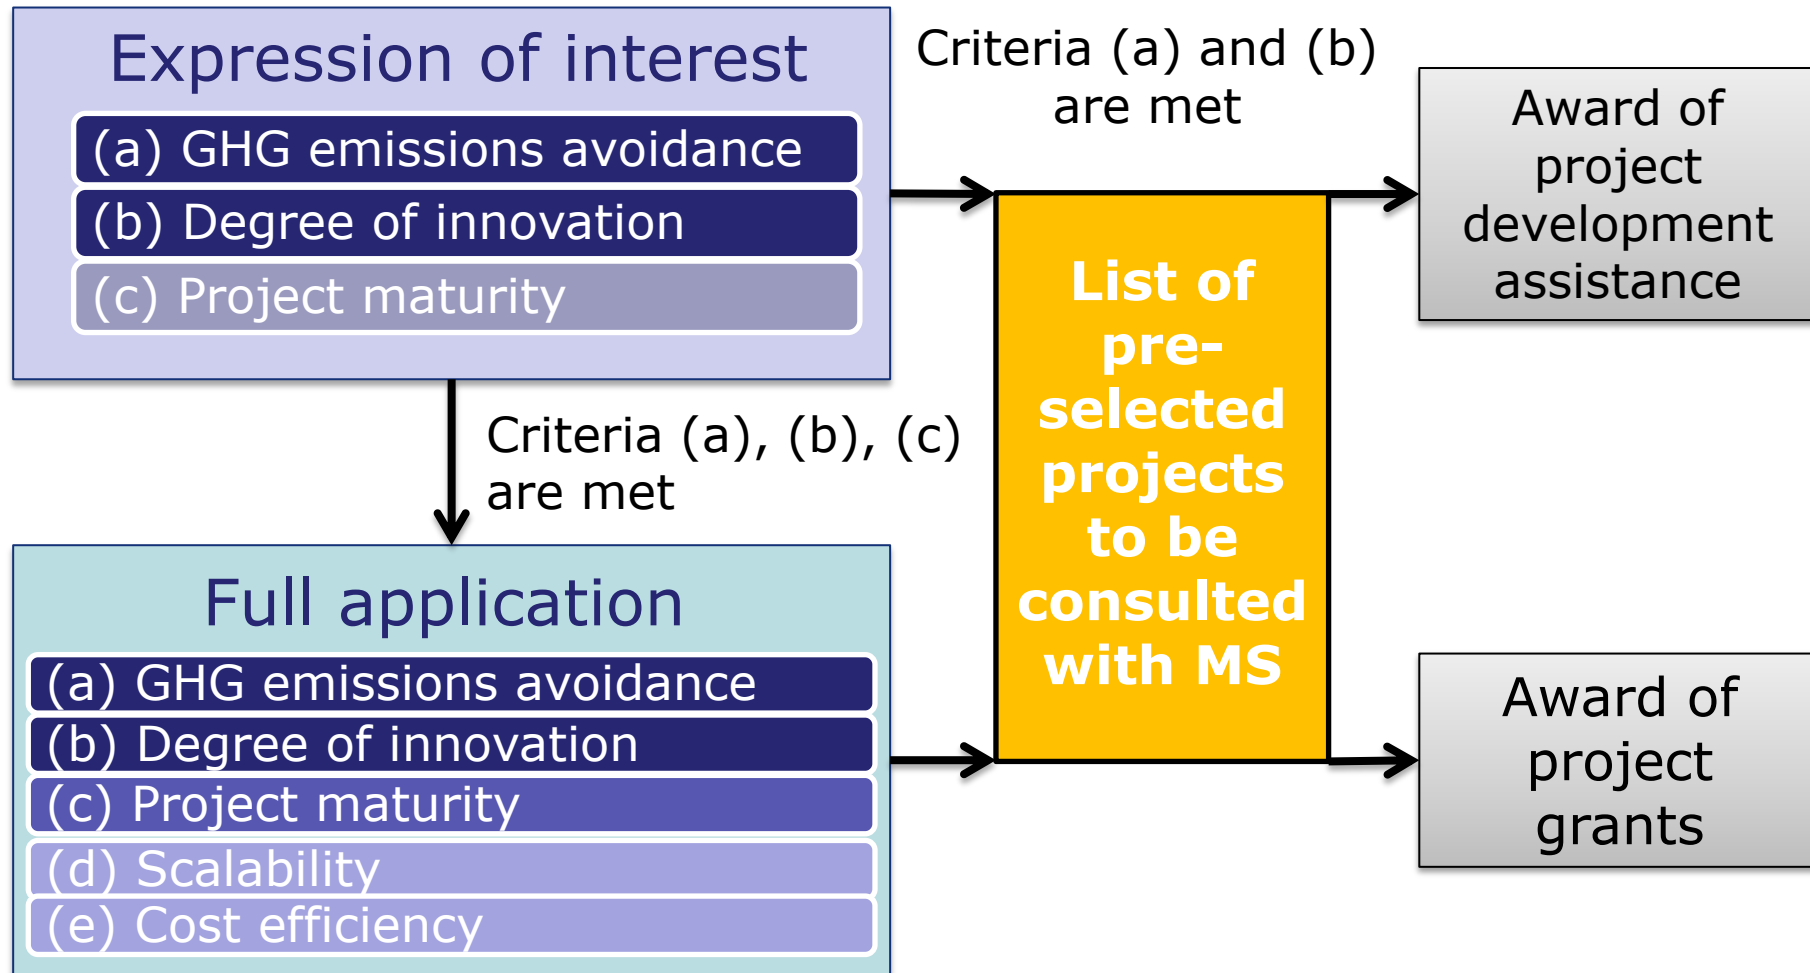 Expression of interest
(a) GHG emissions avoidance
(b) Degree of innovation
(c) Project maturity
Criteria (a) and (b)
are met
Award of
project
development
assistance
List of
pre-
selected
projects
to be
consulted
with MS
Criteria (a), (b), (c)
are met
Full application
(a) GHG emissions avoidance
(b) Degree of innovation
(c) Project maturity
(d) Scalability
(e) Cost efficiency
Award of
project
grants